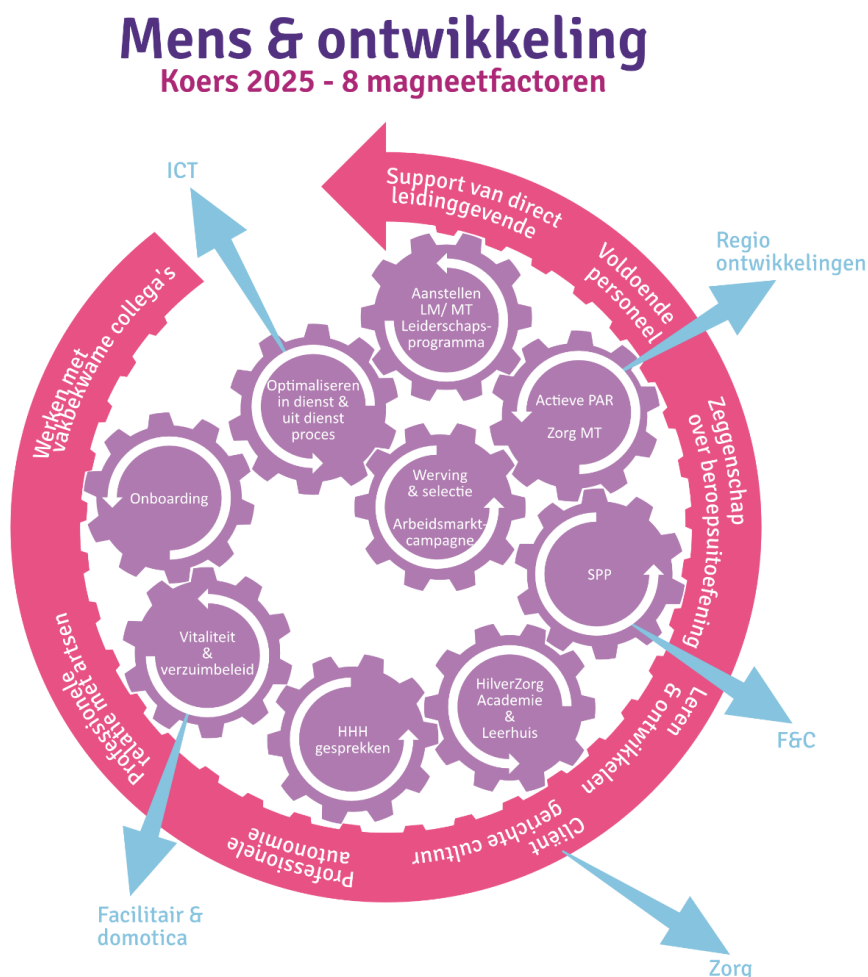 Mens & ontwikkeling
Koers 2025 - 8 magneetfactoren
Support van direct
leidinggevende
Voldoende
personeel
Zeggenschap
over beroepsuitoefening
Leren
& ontwikkelen
Cliënt
gerichte cultuur
Professionele
autonomie
Professionele
relatie met artsen
Werken met
vakbekwame collega's
ICT
Regio
ontwikkelingen
F&C
Zorg
Facilitair &
domotica
Aanstellen
LM/ MT
Leiderschaps-
programma
Optimaliseren
in dienst &
uit dienst
proces
Actieve PAR
Zorg MT
Werving
& selectie
Arbeidsmarkt-
campagne
Onboarding
SPP
Vitaliteit
&
verzuimbeleid
HHH
gesprekken
HilverZorg
Academie
&
Leerhuis